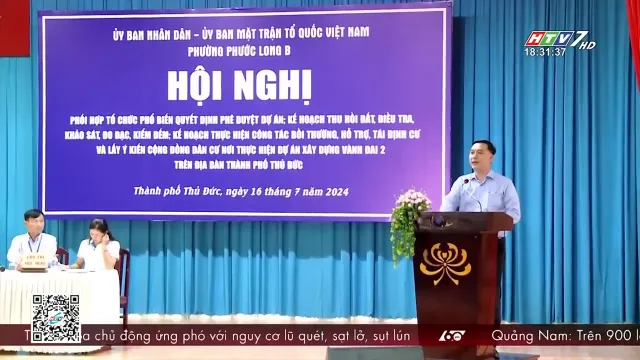 ỦY BAN NHÂN DÂN - ỦY BAN MẶT TRẬN TỔ QUỐC VIỆT NAM
PHƯỜNG PHƯỚC LONG B
HỘI NGHỊ
PHỐI HỢP TỔ CHỨC PHỔ BIẾN QUYẾT ĐỊNH PHÊ DUYỆT DỰ ÁN; KẾ HOẠCH THU HỒI ĐẤT, ĐIỀU TRA,
KHẢO SÁT, ĐO ĐẠC, KIỂM ĐẾM; KẾ HOẠCH THỰC HIỆN CÔNG TÁC BỒI THƯỜNG, HỖ TRỢ, TÁI ĐỊNH CƯ
VÀ LẤY Ý KIẾN CỘNG ĐỒNG DÂN CƯ NƠI THỰC HIỆN DỰ ÁN XÂY DỰNG VÀNH ĐAI 2
TRÊN ĐỊA BÀN THÀNH PHỐ THỦ ĐỨC
Thành phố Thủ Đức, ngày 16 tháng 7 năm 2024
HTV7 HD
18:31:37
THƯ KÝ
HỘI NGHỊ
chủ động ứng phó với nguy cơ lũ quét, sạt lở, sụt lún
60
Quảng Nam: Trên 900